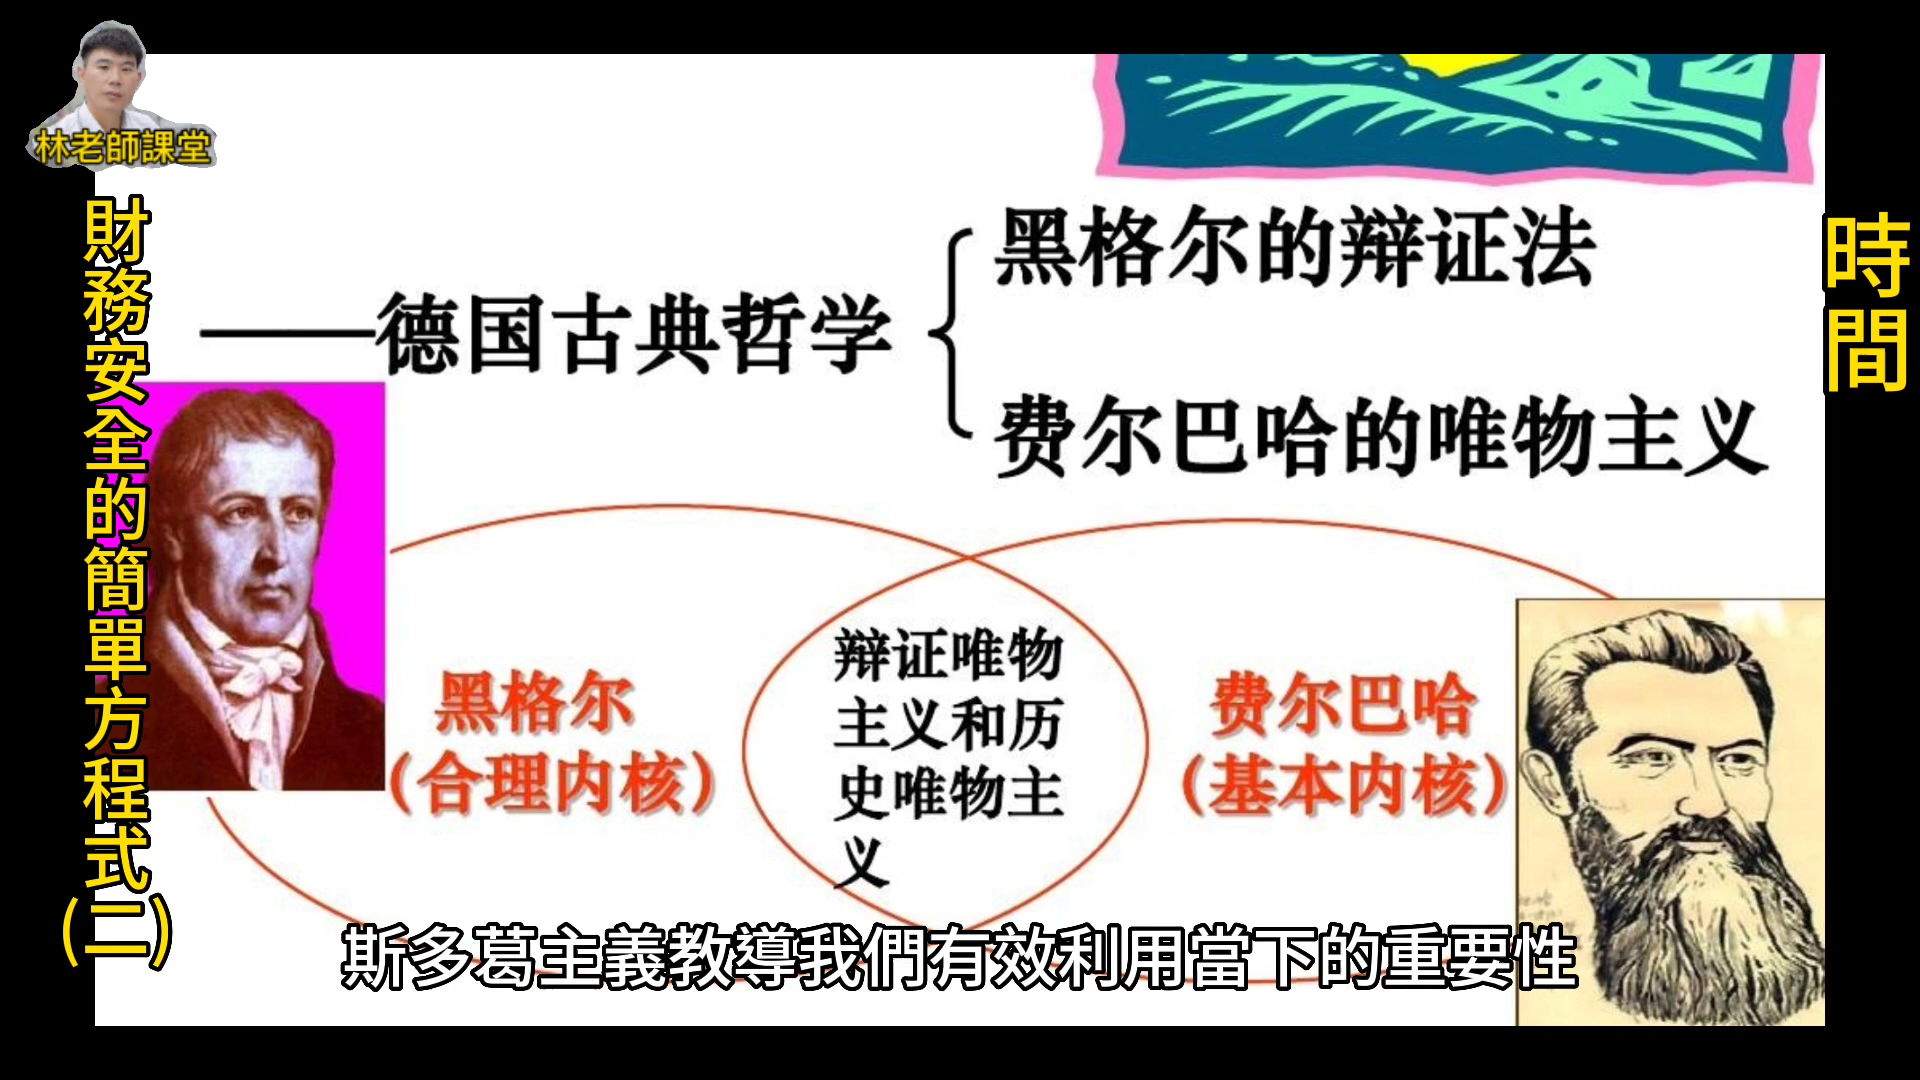 林老師課堂
財務安全的簡單方程式(二)
時間
——德国古典哲学
黑格尔的辩证法
费尔巴哈的唯物主义
黑格尔
（合理内核）
辩证唯物
主义和历
史唯物主
义
费尔巴哈
（基本内核）
斯多葛主義教導我們有效利用當下的重要性